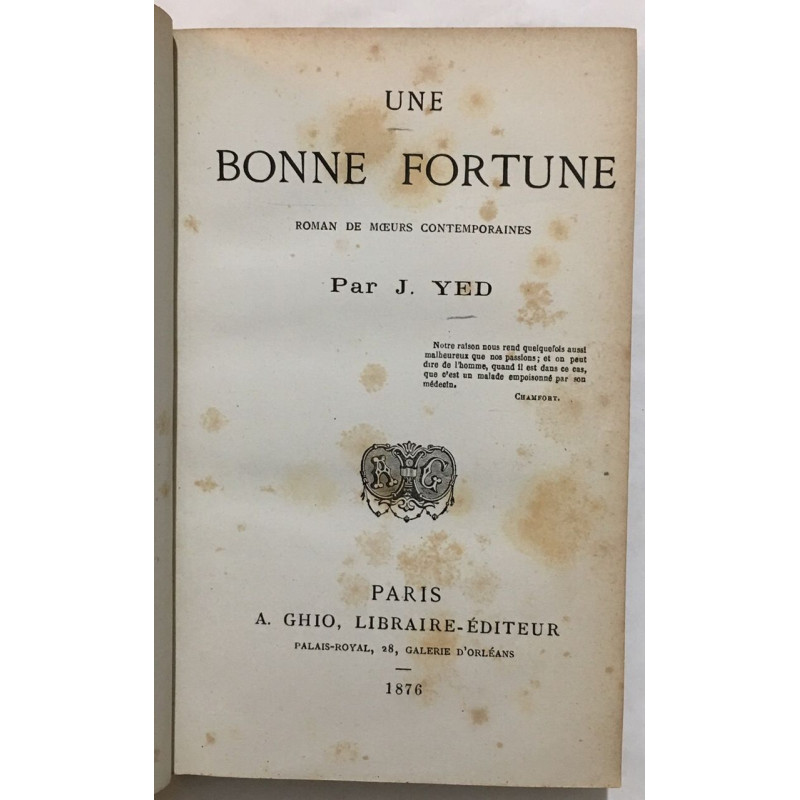 UNE
BONNE FORTUNE
ROMAN DE MŒURS CONTEMPORAINES
Par J. YED
Notre raison nous rend quelquefois aussi
malheureux que nos passions; et on peut
dire de l'homme, quand il est dans ce cas,
que c'est un malade empoisonné par son
médecin.
CHAMFORT.
A G
PARIS
A. GHIO, LIBRAIRE-ÉDITEUR
PALAIS-ROYAL, 28, GALERIE D'ORLÉANS
1876